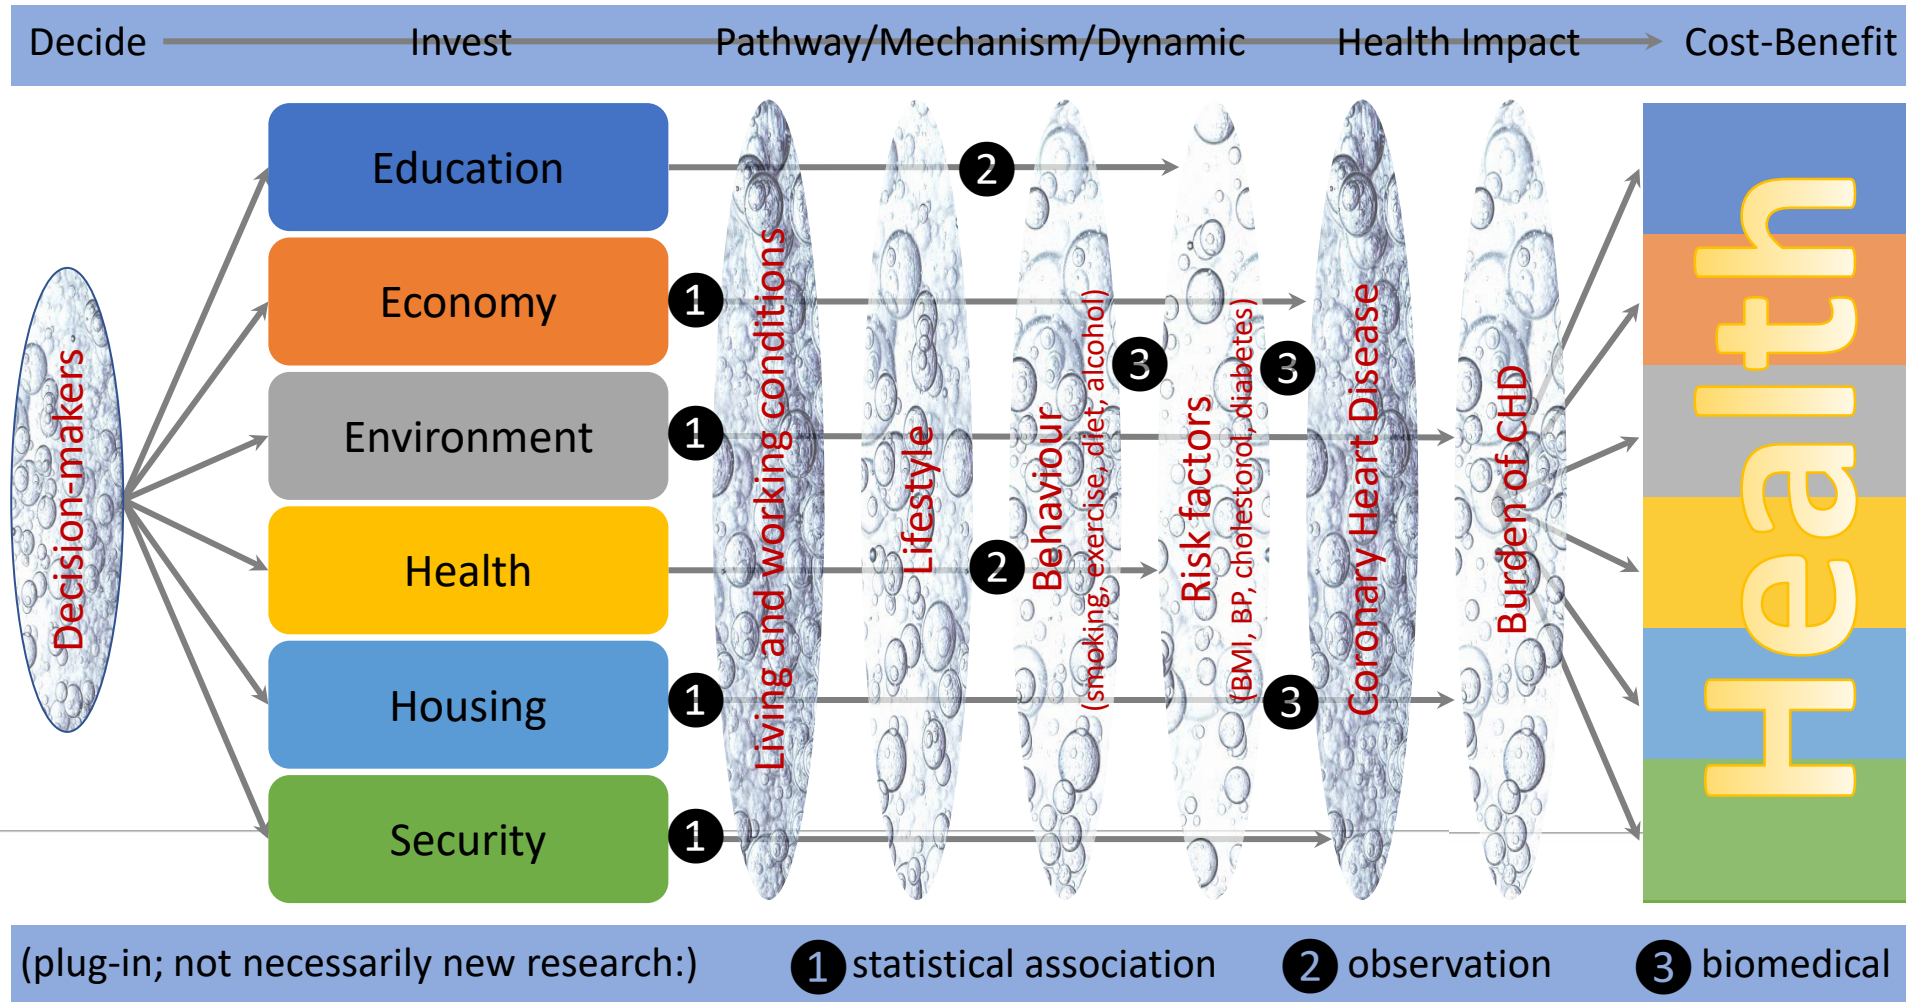 Decide
Invest
Pathway/Mechanism/Dynamic
Health Impact
Cost-Benefit
Decision-makers
Education
Economy
Environment
Health
Housing
Security
2
1
1
2
1
1
Living and working conditions
Lifestyle
Behaviour
(smoking, exercise, diet, alcohol)
3
Risk factors
(BMI, BP, cholestorol, diabetes)
3
3
Coronary Heart Disease
Burden of CHD
Health
(plug-in; not necessarily new research:)
1 statistical association
2 observation
3 biomedical